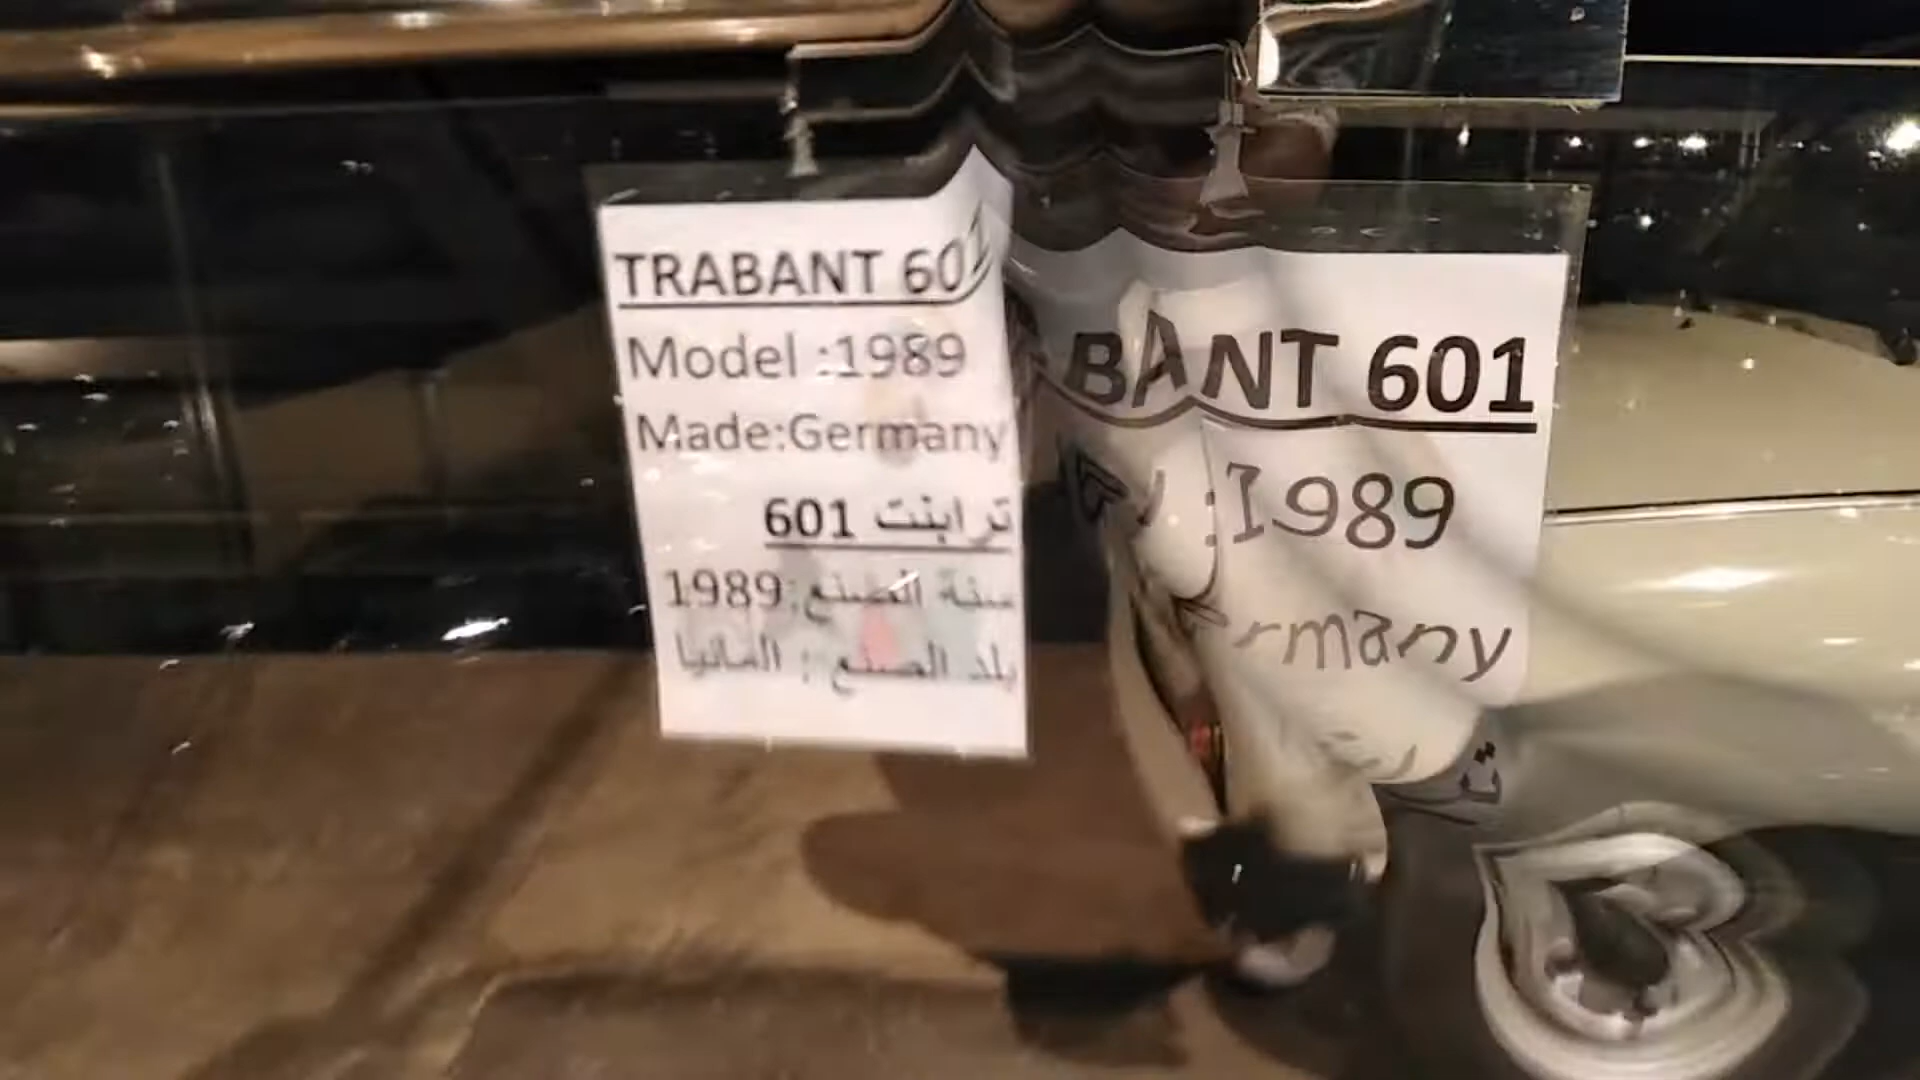 TRABANT 601
Model :1989
Made:Germany
ترابنت 601
سنة الصنع:1989
بلد الصنع : المانيا
BANT 601
:1989
rmany